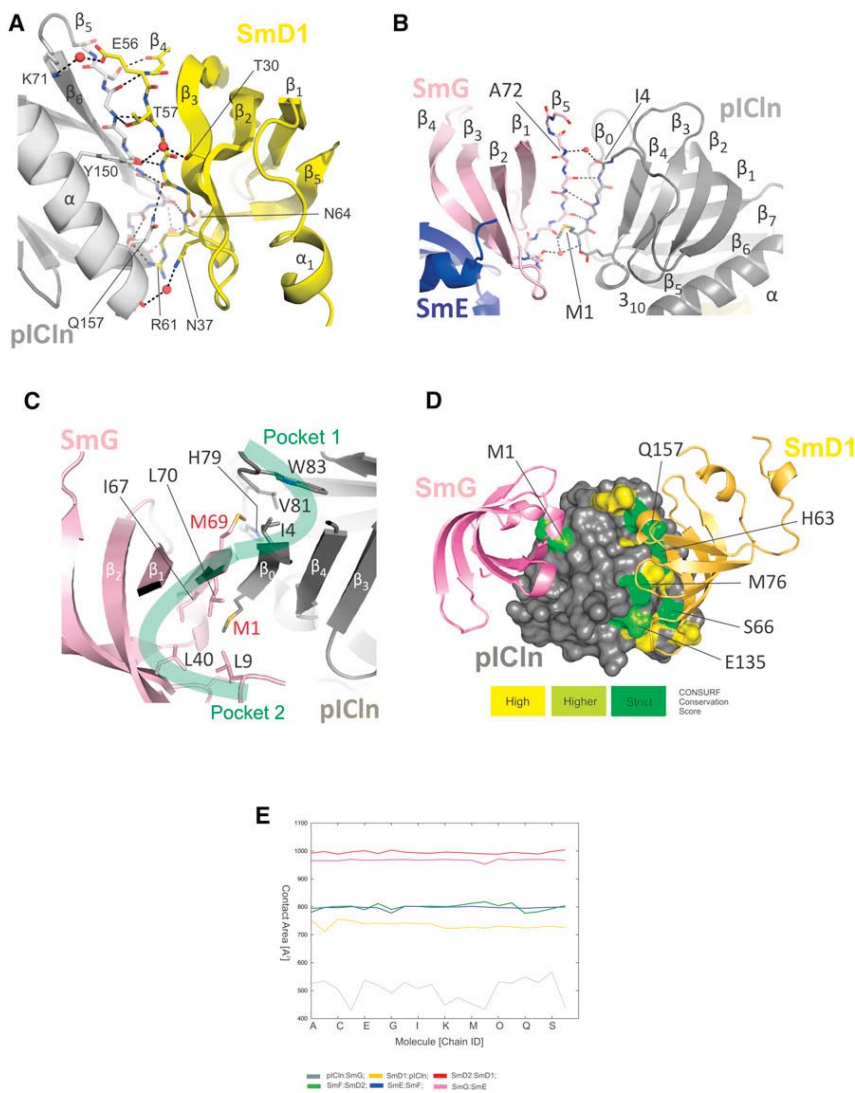 A
β5
E56
β4
SmD1
K71
β6
T57
β3
T30
β2
β1
Y150
α
β5
N64
α1
pICln
Q157
R61
N37
B
SmG
A72
β5
I4
pICln
β4
β3
β2
β1
β0
β4
β3
β2
β1
β7
β6
SmE
M1
3 10
β5
α
C
SmG
Pocket 1
H79
W83
L70
V81
I67
M69
I4
β2
β1
β0
β4
β3
M1
L40
L9
Pocket 2
pICln
D
M1
Q157
SmD1
SmG
H63
M76
S66
pICln
E135
High Higher Strict
CONSURF
Conservation
Score
E
1100
1000
900
800
700
600
500
400
Contact Area [A²]
A C E G I K M O Q S
Molecule [Chain ID]
pICln:SmG; SmD1:pICln; SmD2:SmD1;
SmF:SmD2; SmE:SmF; SmG:SmE